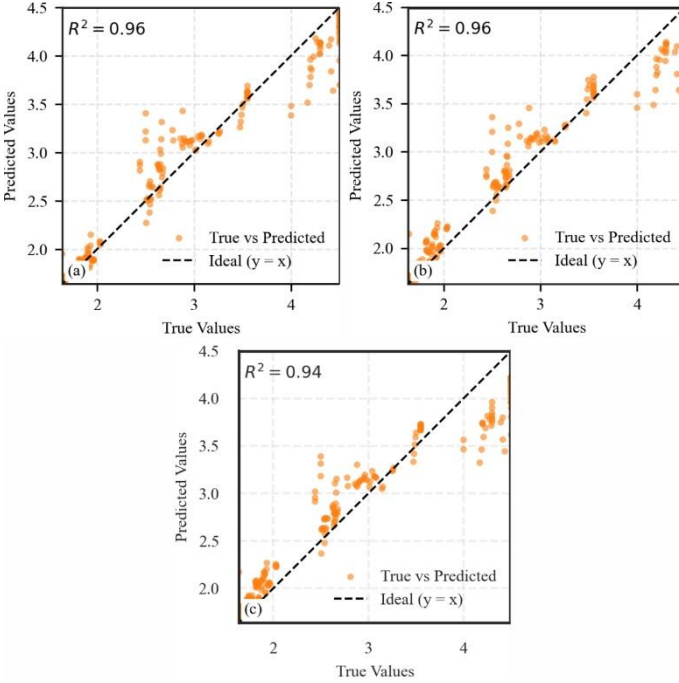 4.5
R² = 0.96
4.0
3.5
3.0
2.5
2.0
Predicted Values
True vs Predicted
Ideal (y = x)
(a)
2 3 4
True Values
4.5
R² = 0.96
4.0
3.5
3.0
2.5
2.0
Predicted Values
True vs Predicted
Ideal (y = x)
(b)
2 3 4
True Values
4.5
R² = 0.94
4.0
3.5
3.0
2.5
2.0
Predicted Values
True vs Predicted
Ideal (y = x)
(c)
2 3 4
True Values